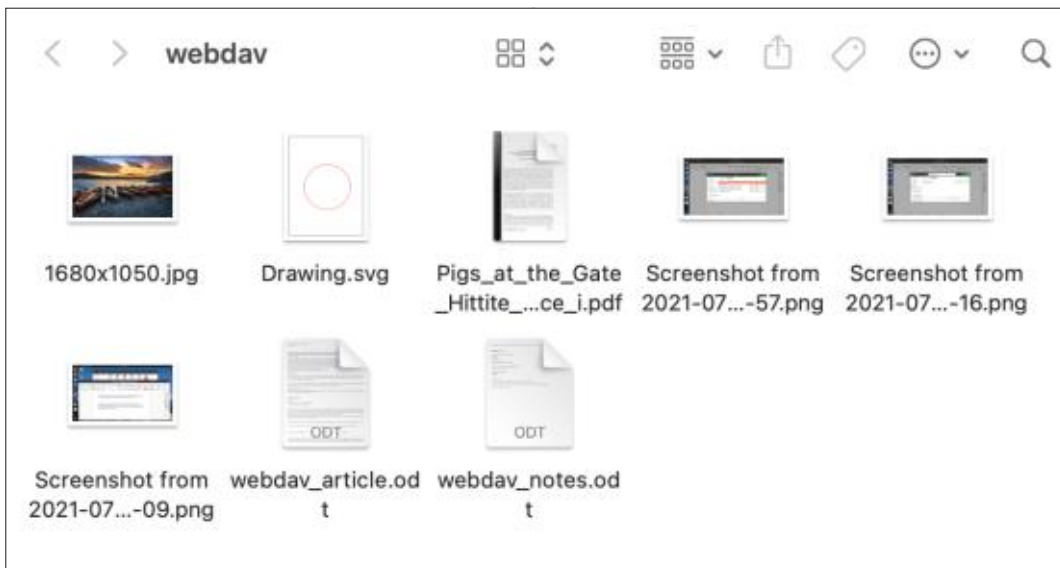 webdav
1680x1050.jpg
Drawing.svg
Pigs_at_the_Gate
_Hittite_...ce_i.pdf
Screenshot from
2021-07...-57.png
Screenshot from
2021-07...-16.png
ODT
ODT
Screenshot from
2021-07...-09.png
webdav_article.od
t
webdav_notes.od
t